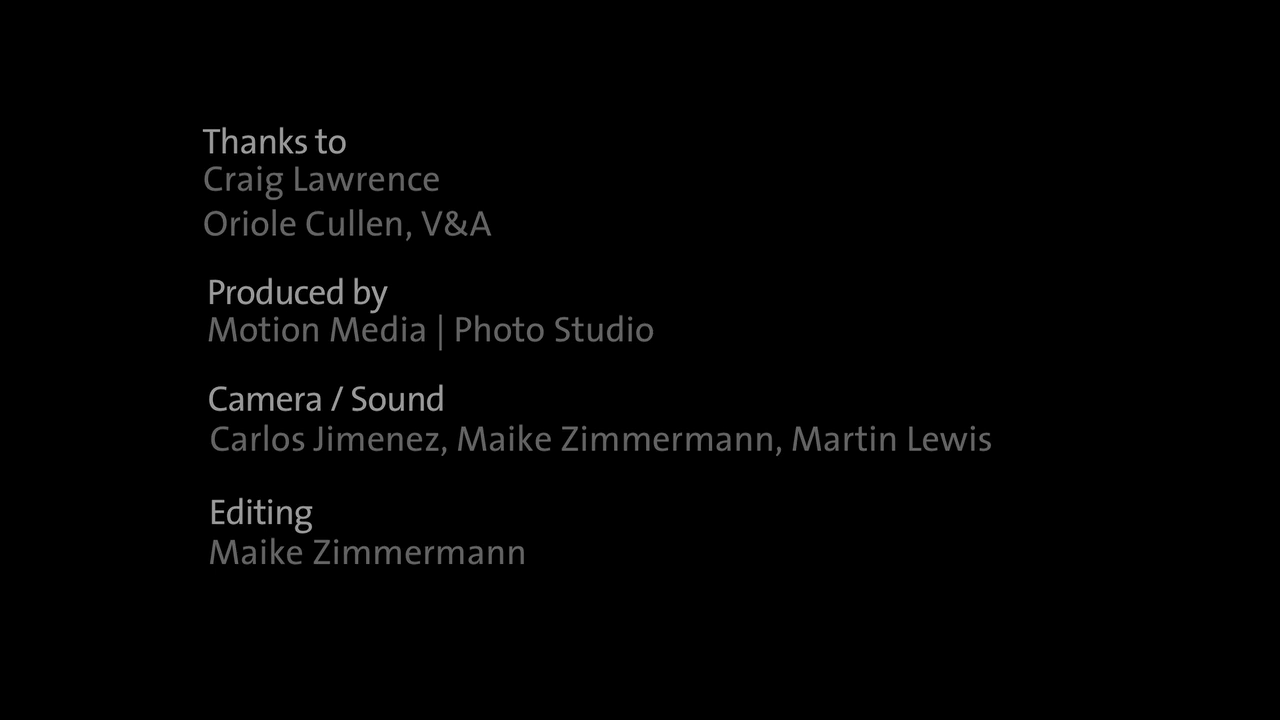 Thanks to
Craig Lawrence
Oriole Cullen, V&A
Produced by
Motion Media | Photo Studio
Camera / Sound
Carlos Jimenez, Maike Zimmermann, Martin Lewis
Editing
Maike Zimmermann